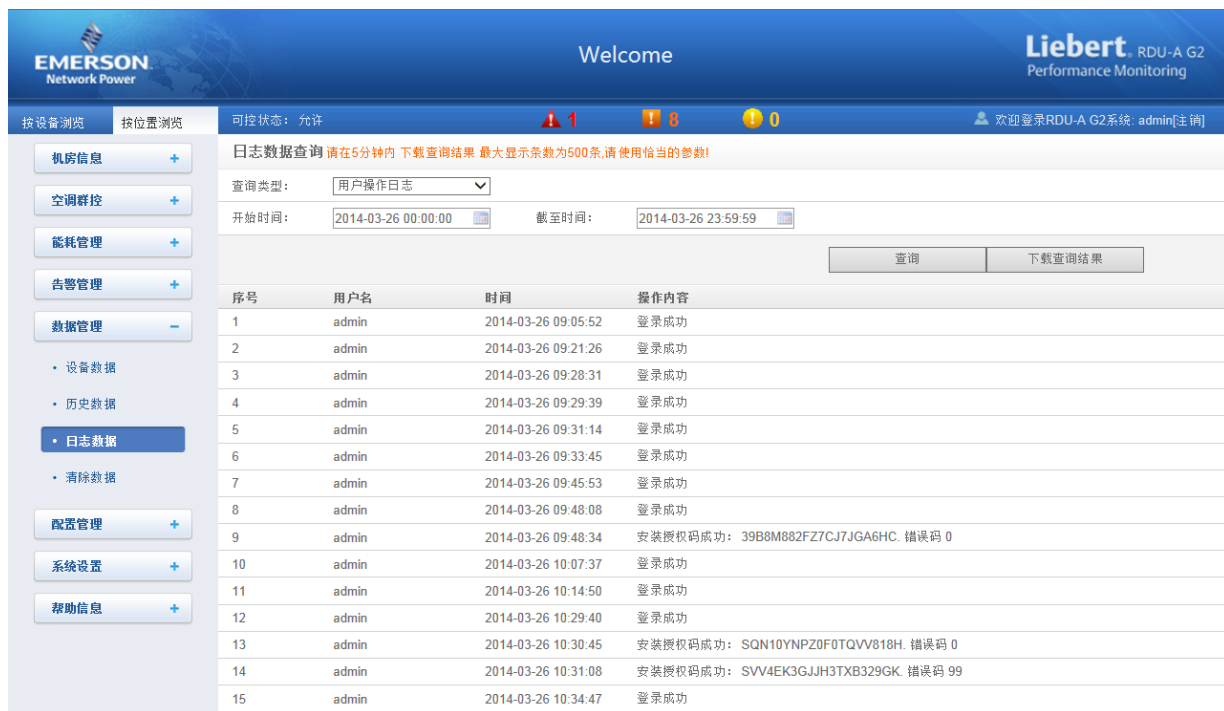 EMERSON
Network Power
Welcome
Liebert RDU-A G2
Performance Monitoring
按设备浏览 按位置浏览 可控状态：允许 1 8 0 欢迎登录RDU-A G2系统: admin[注销]
机房信息
空调群控
能耗管理
告警管理
数据管理
• 设备数据
• 历史数据
• 日志数据
• 清除数据
配置管理
系统设置
帮助信息
日志数据查询 请在5分钟内 下载查询结果 最大显示条数为500条,请使用恰当的参数!
查询类型： 用户操作日志
开始时间： 2014-03-26 00:00:00 截至时间： 2014-03-26 23:59:59
查询 下载查询结果
序号 用户名 时间 操作内容
1 admin 2014-03-26 09:05:52 登录成功
2 admin 2014-03-26 09:21:26 登录成功
3 admin 2014-03-26 09:28:31 登录成功
4 admin 2014-03-26 09:29:39 登录成功
5 admin 2014-03-26 09:31:14 登录成功
6 admin 2014-03-26 09:33:45 登录成功
7 admin 2014-03-26 09:45:53 登录成功
8 admin 2014-03-26 09:48:08 登录成功
9 admin 2014-03-26 09:48:34 安装授权码成功： 39B8M882FZ7CJ7JGA6HC. 错误码 0
10 admin 2014-03-26 10:07:37 登录成功
11 admin 2014-03-26 10:14:50 登录成功
12 admin 2014-03-26 10:29:40 登录成功
13 admin 2014-03-26 10:30:45 安装授权码成功： SQN10YNPZ0F0TQVV818H. 错误码 0
14 admin 2014-03-26 10:31:08 安装授权码成功： SVV4EK3GJJH3TXB329GK. 错误码 99
15 admin 2014-03-26 10:34:47 登录成功